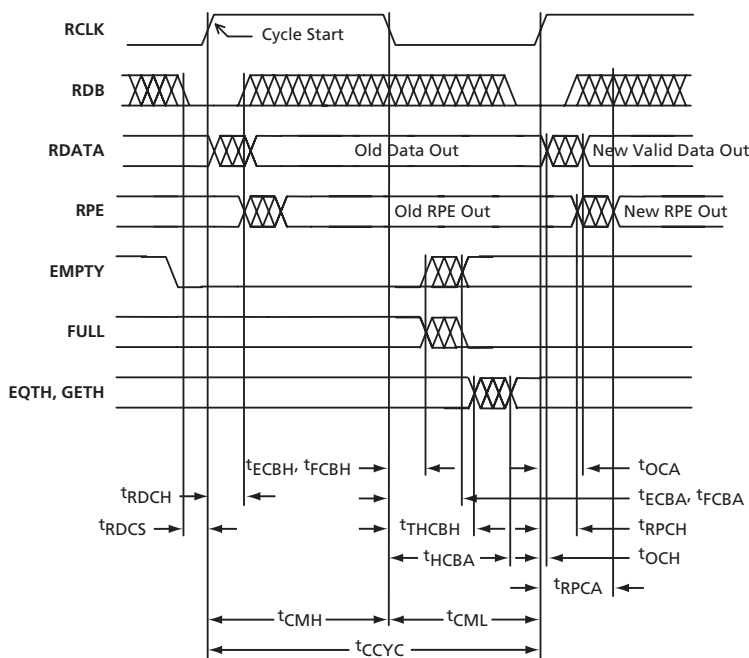 RCLK
Cycle Start
RDB
RDATA
Old Data Out
New Valid Data Out
RPE
Old RPE Out
New RPE Out
EMPTY
FULL
EQTH, GETH
tECBH, tFCBH
tOCA
tRDCH
tECBA, tFCBA
tRDCS
tTHCBH
tRPCH
tHCBA
tOCH
tRPCA
tCMH
tCML
tCCYC